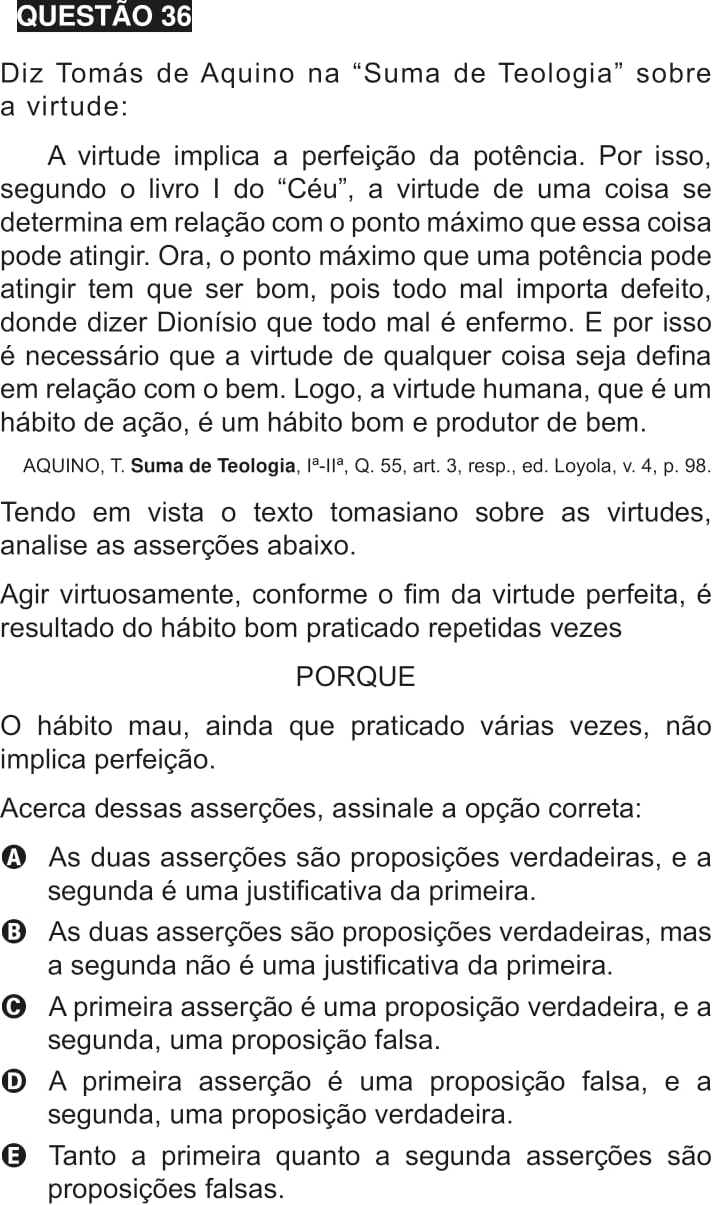 QUESTÃO 36
Diz Tomás de Aquino na “Suma de Teologia” sobre
a virtude:
A virtude implica a perfeição da potência. Por isso,
segundo o livro I do “Céu”, a virtude de uma coisa se
determina em relação com o ponto máximo que essa coisa
pode atingir. Ora, o ponto máximo que uma potência pode
atingir tem que ser bom, pois todo mal importa defeito,
donde dizer Dionísio que todo mal é enfermo. E por isso
é necessário que a virtude de qualquer coisa seja defina
em relação com o bem. Logo, a virtude humana, que é um
hábito de ação, é um hábito bom e produtor de bem.
AQUINO, T. Suma de Teologia, Iª-IIª, Q. 55, art. 3, resp., ed. Loyola, v. 4, p. 98.
Tendo em vista o texto tomasiano sobre as virtudes,
analise as asserções abaixo.
Agir virtuosamente, conforme o fim da virtude perfeita, é
resultado do hábito bom praticado repetidas vezes
PORQUE
O hábito mau, ainda que praticado várias vezes, não
implica perfeição.
Acerca dessas asserções, assinale a opção correta:
A As duas asserções são proposições verdadeiras, e a
segunda é uma justificativa da primeira.
B As duas asserções são proposições verdadeiras, mas
a segunda não é uma justificativa da primeira.
C A primeira asserção é uma proposição verdadeira, e a
segunda, uma proposição falsa.
D A primeira asserção é uma proposição falsa, e a
segunda, uma proposição verdadeira.
E Tanto a primeira quanto a segunda asserções são
proposições falsas.